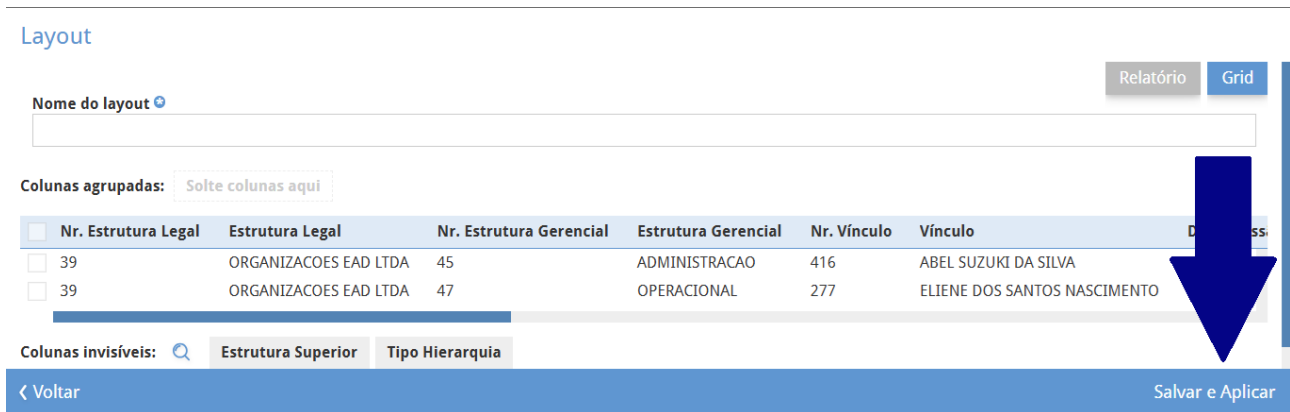 Layout
Relatório Grid
Nome do layout
Colunas agrupadas: Solte colunas aqui
Nr. Estrutura Legal Estrutura Legal Nr. Estrutura Gerencial Estrutura Gerencial Nr. Vínculo Vínculo
39 ORGANIZACOES EAD LTDA 45 ADMINISTRACAO 416 ABEL SUZUKI DA SILVA
39 ORGANIZACOES EAD LTDA 47 OPERACIONAL 277 ELIENE DOS SANTOS NASCIMENTO
Colunas invisíveis: Estrutura Superior Tipo Hierarquia
Voltar Salvar e Aplicar